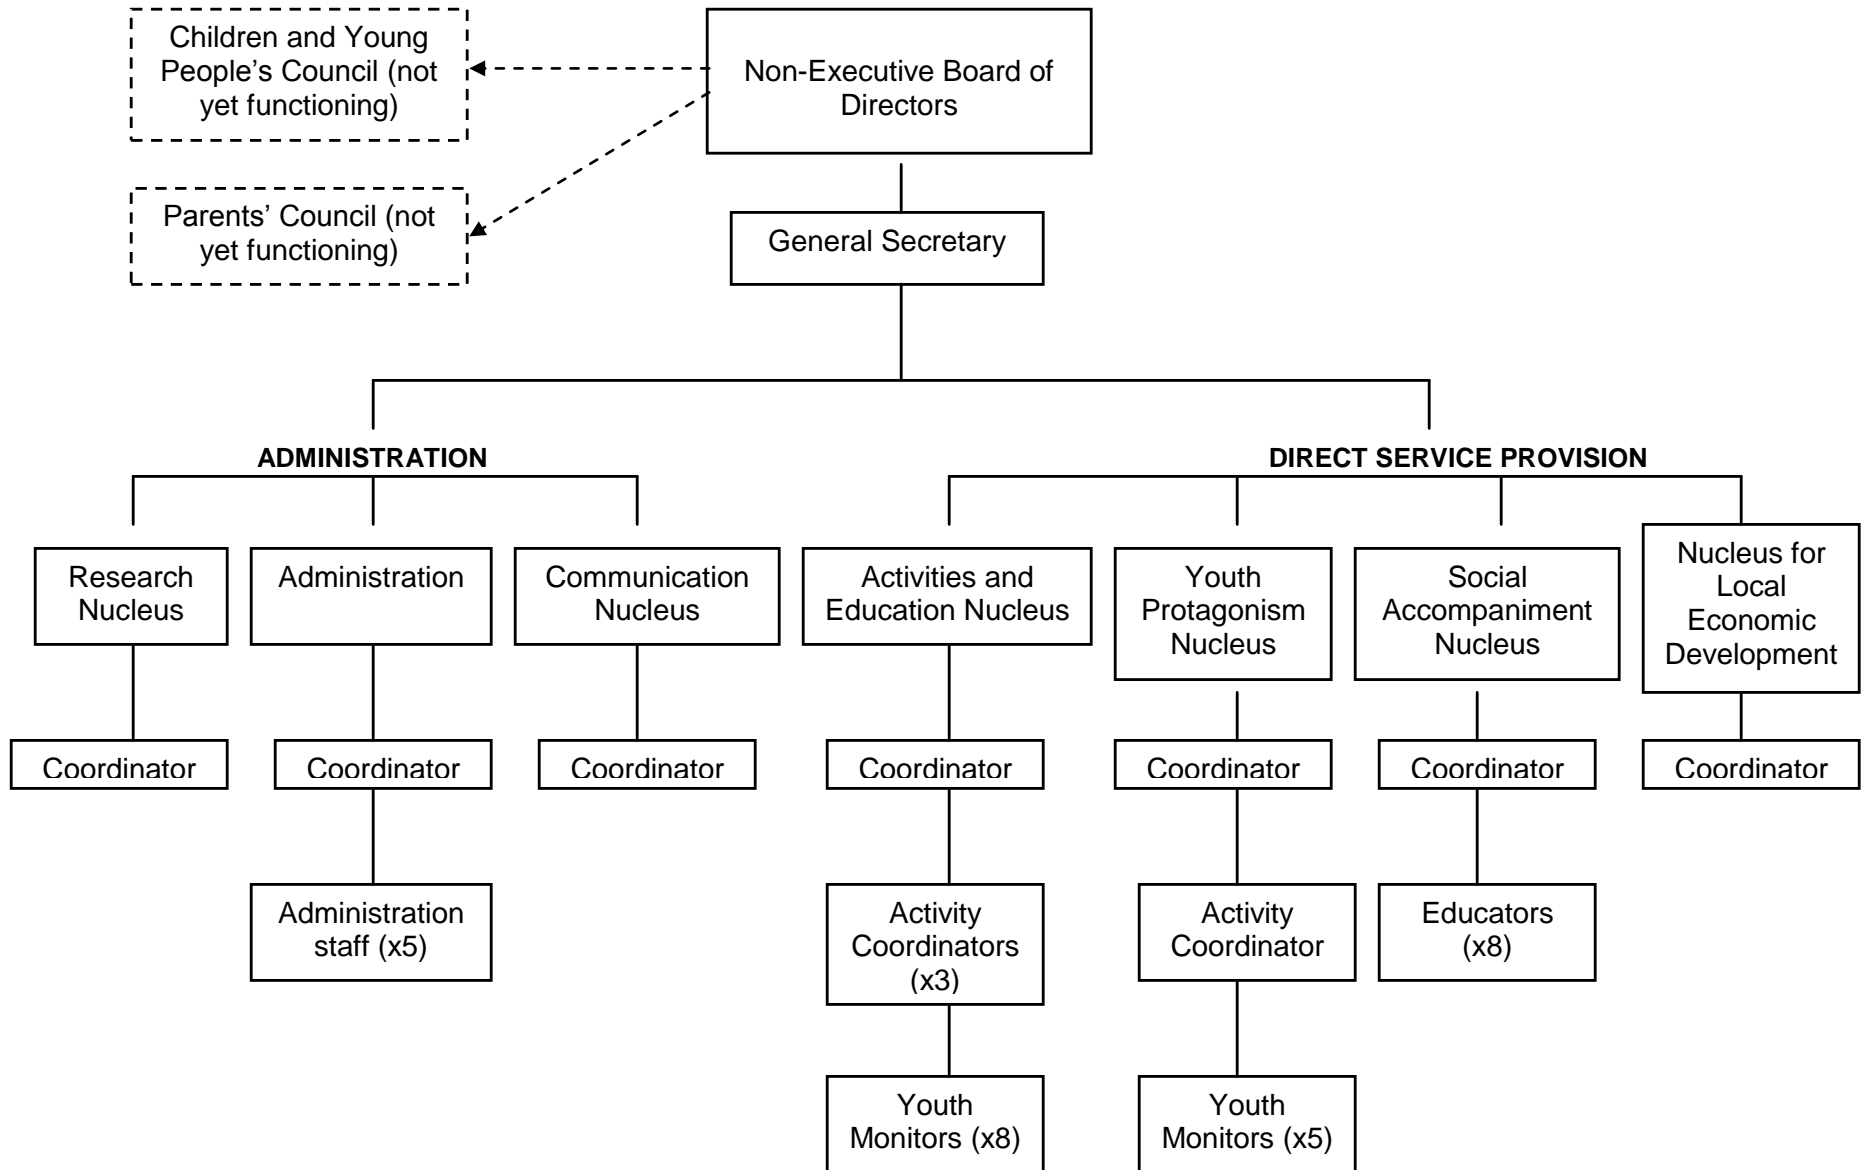 Children and Young
People’s Council (not
yet functioning)
Non-Executive Board of
Directors
Parents’ Council (not
yet functioning)
General Secretary
ADMINISTRATION
DIRECT SERVICE PROVISION
Research
Nucleus
Administration
Communication
Nucleus
Activities and
Education Nucleus
Youth
Protagonism
Nucleus
Social
Accompaniment
Nucleus
Nucleus for
Local
Economic
Development
Coordinator
Coordinator
Coordinator
Coordinator
Coordinator
Coordinator
Coordinator
Administration
staff (x5)
Activity
Coordinators
(x3)
Activity
Coordinator
Educators
(x8)
Youth
Monitors (x8)
Youth
Monitors (x5)